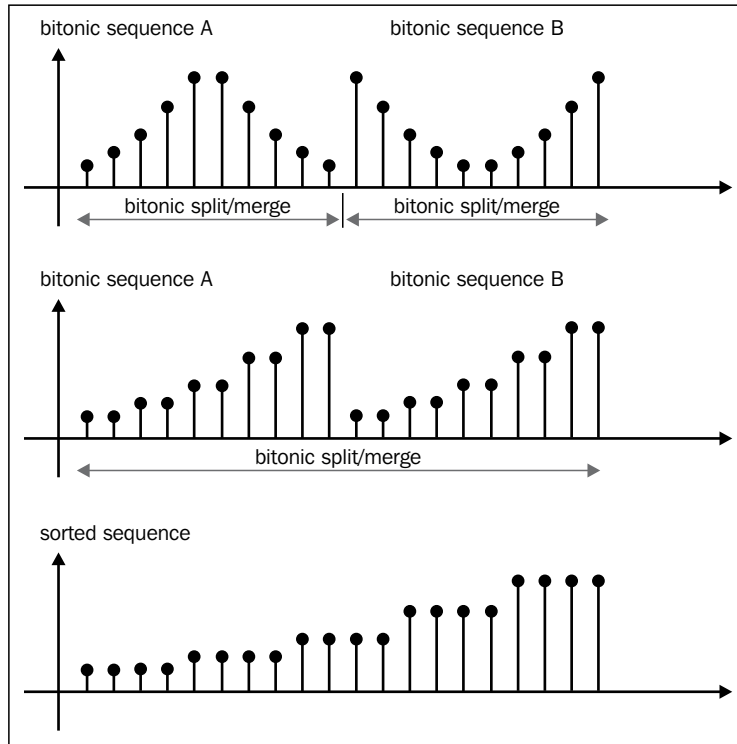 bitonic sequence A
bitonic sequence B
bitonic split/merge
bitonic split/merge
bitonic sequence A
bitonic sequence B
bitonic split/merge
sorted sequence